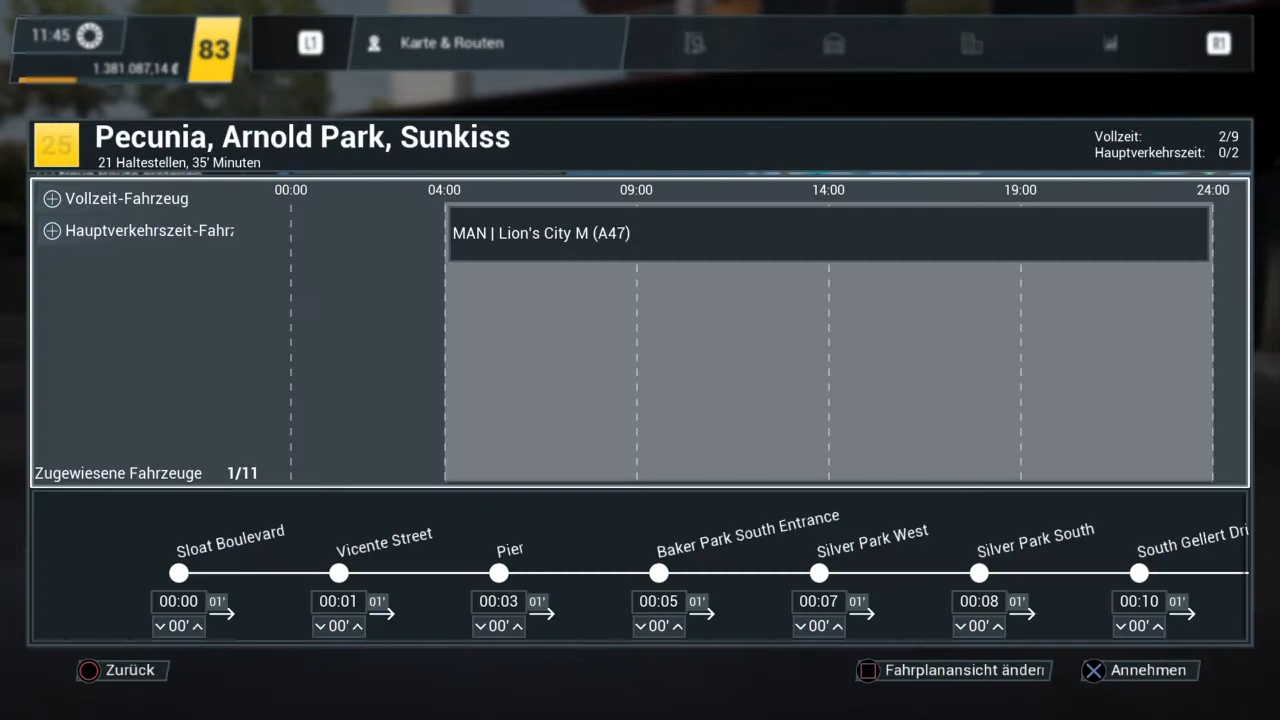 11:45
1.381.087,14 €
83
L1
Karte & Routen
R1
25
Pecunia, Arnold Park, Sunkiss
21 Haltestellen, 35' Minuten
Vollzeit: 2/9
Hauptverkehrszeit: 0/2
00:00 04:00 09:00 14:00 19:00 24:00
Vollzeit-Fahrzeug
Hauptverkehrszeit-Fahr
MAN | Lion's City M (A47)
Zugewiesene Fahrzeuge 1/11
Sloat Boulevard
Vicente Street
Pier
Baker Park South Entrance
Silver Park West
Silver Park South
South Gellert Dri
00:00 01' 00:01 01' 00:03 01' 00:05 01' 00:07 01' 00:08 01' 00:10 01'
00' 00' 00' 00' 00' 00' 00'
Zurück
Fahrplanansicht änder
Annehmen